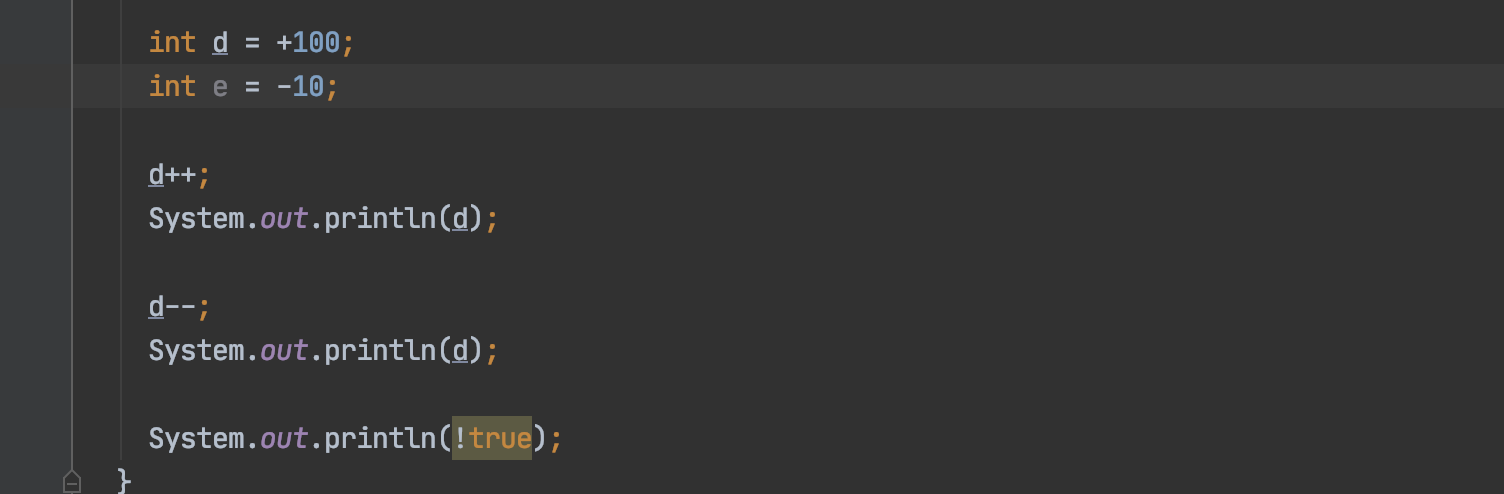 int d = +100;
int e = -10;
d++;
System.out.println(d);
d--;
System.out.println(d);
System.out.println(!true);
}